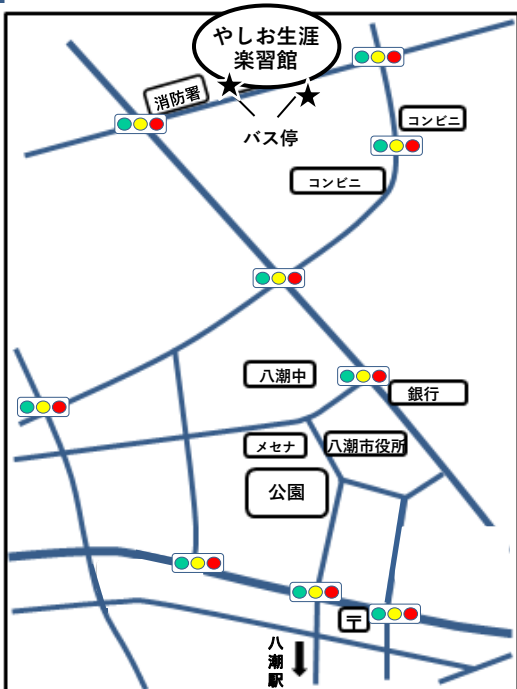 やしお生涯
楽習館
消防署
バス停
コンビニ
コンビニ
八潮中
銀行
メセナ
八潮市役所
公園
〒
八潮駅